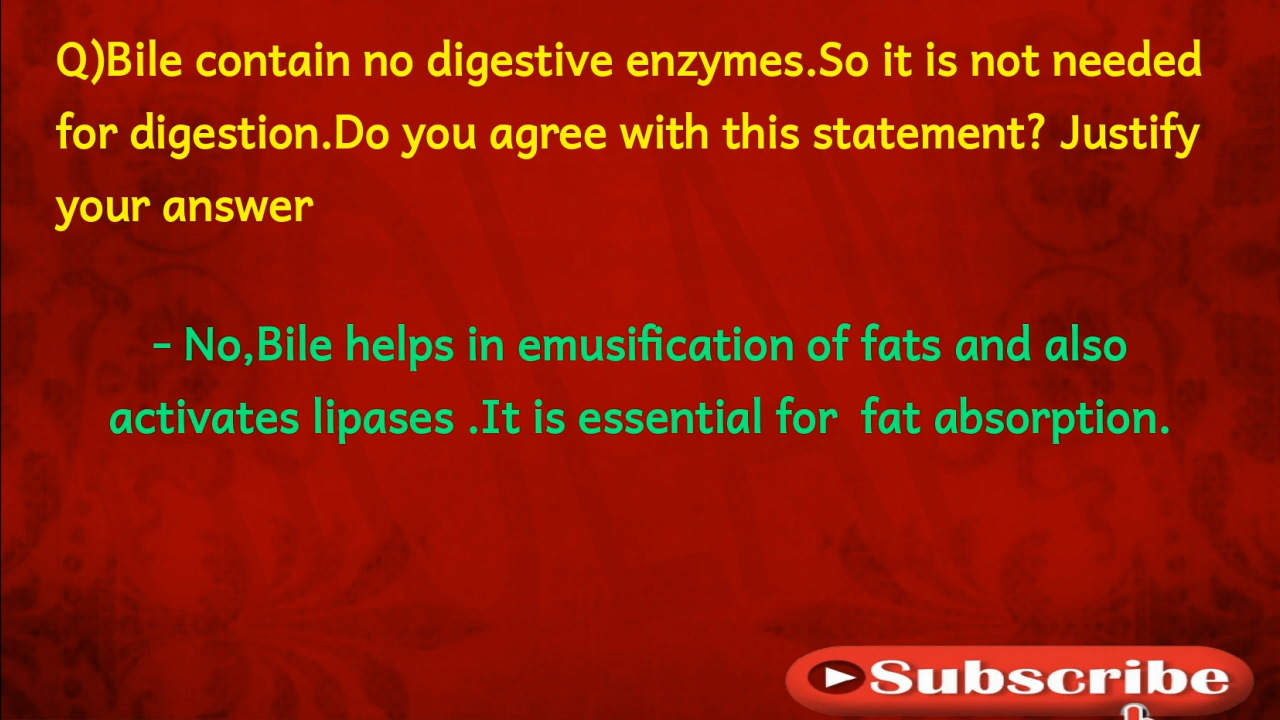 Q)Bile contain no digestive enzymes.So it is not needed
for digestion.Do you agree with this statement? Justify
your answer
- No,Bile helps in emusification of fats and also
activates lipases .It is essential for fat absorption.
Subscribe